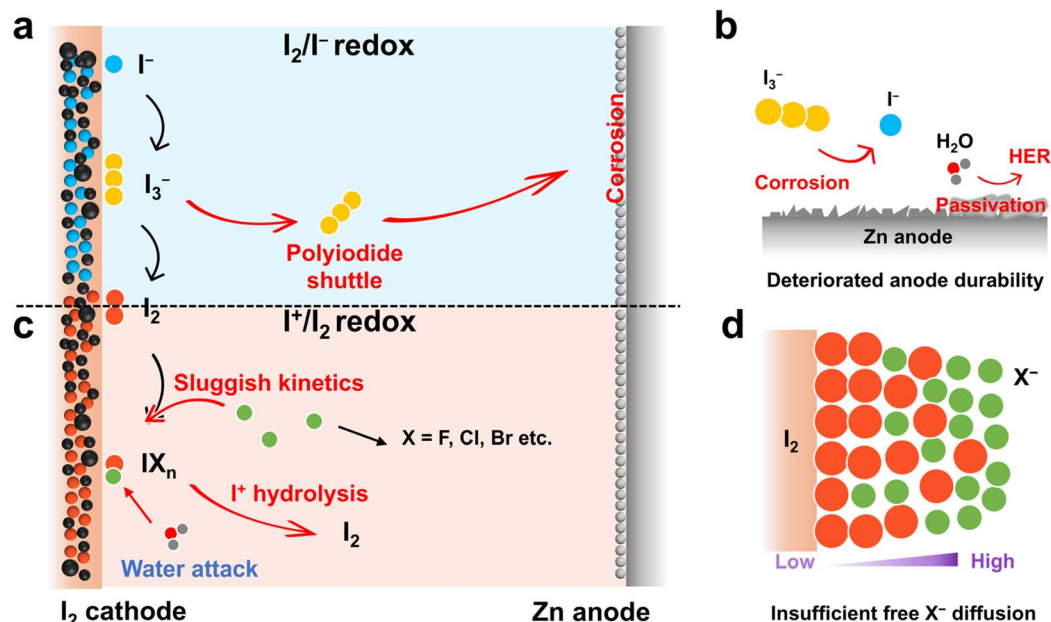 a
I₂/I⁻ redox
I⁻
I₃⁻
Polyiodide
shuttle
Corrosion
I₂
b
I₃⁻
I⁻
H₂O
HER
Corrosion
Passivation
Zn anode
Deteriorated anode durability
c
I⁺/I₂ redox
Sluggish kinetics
X = F, Cl, Br etc.
IXₙ
I⁺ hydrolysis
I₂
Water attack
I₂ cathode
Zn anode
d
X⁻
I₂
Low
High
Insufficient free X⁻ diffusion